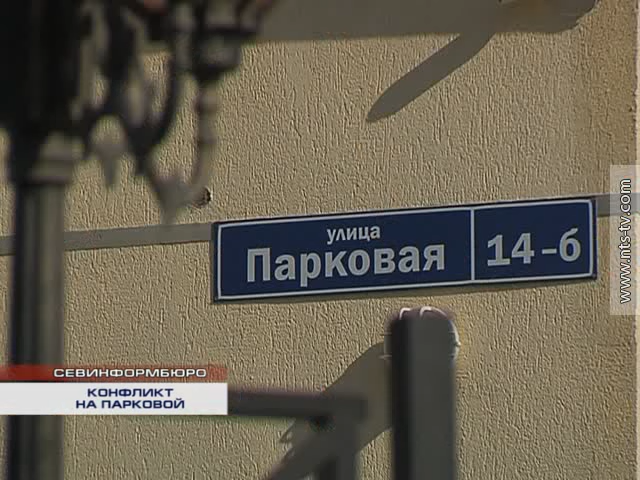 улица
Парковая 14-б
www.nts-tv.com
СЕВИНФОРМБЮРО
КОНФЛИКТ
НА ПАРКОВОЙ